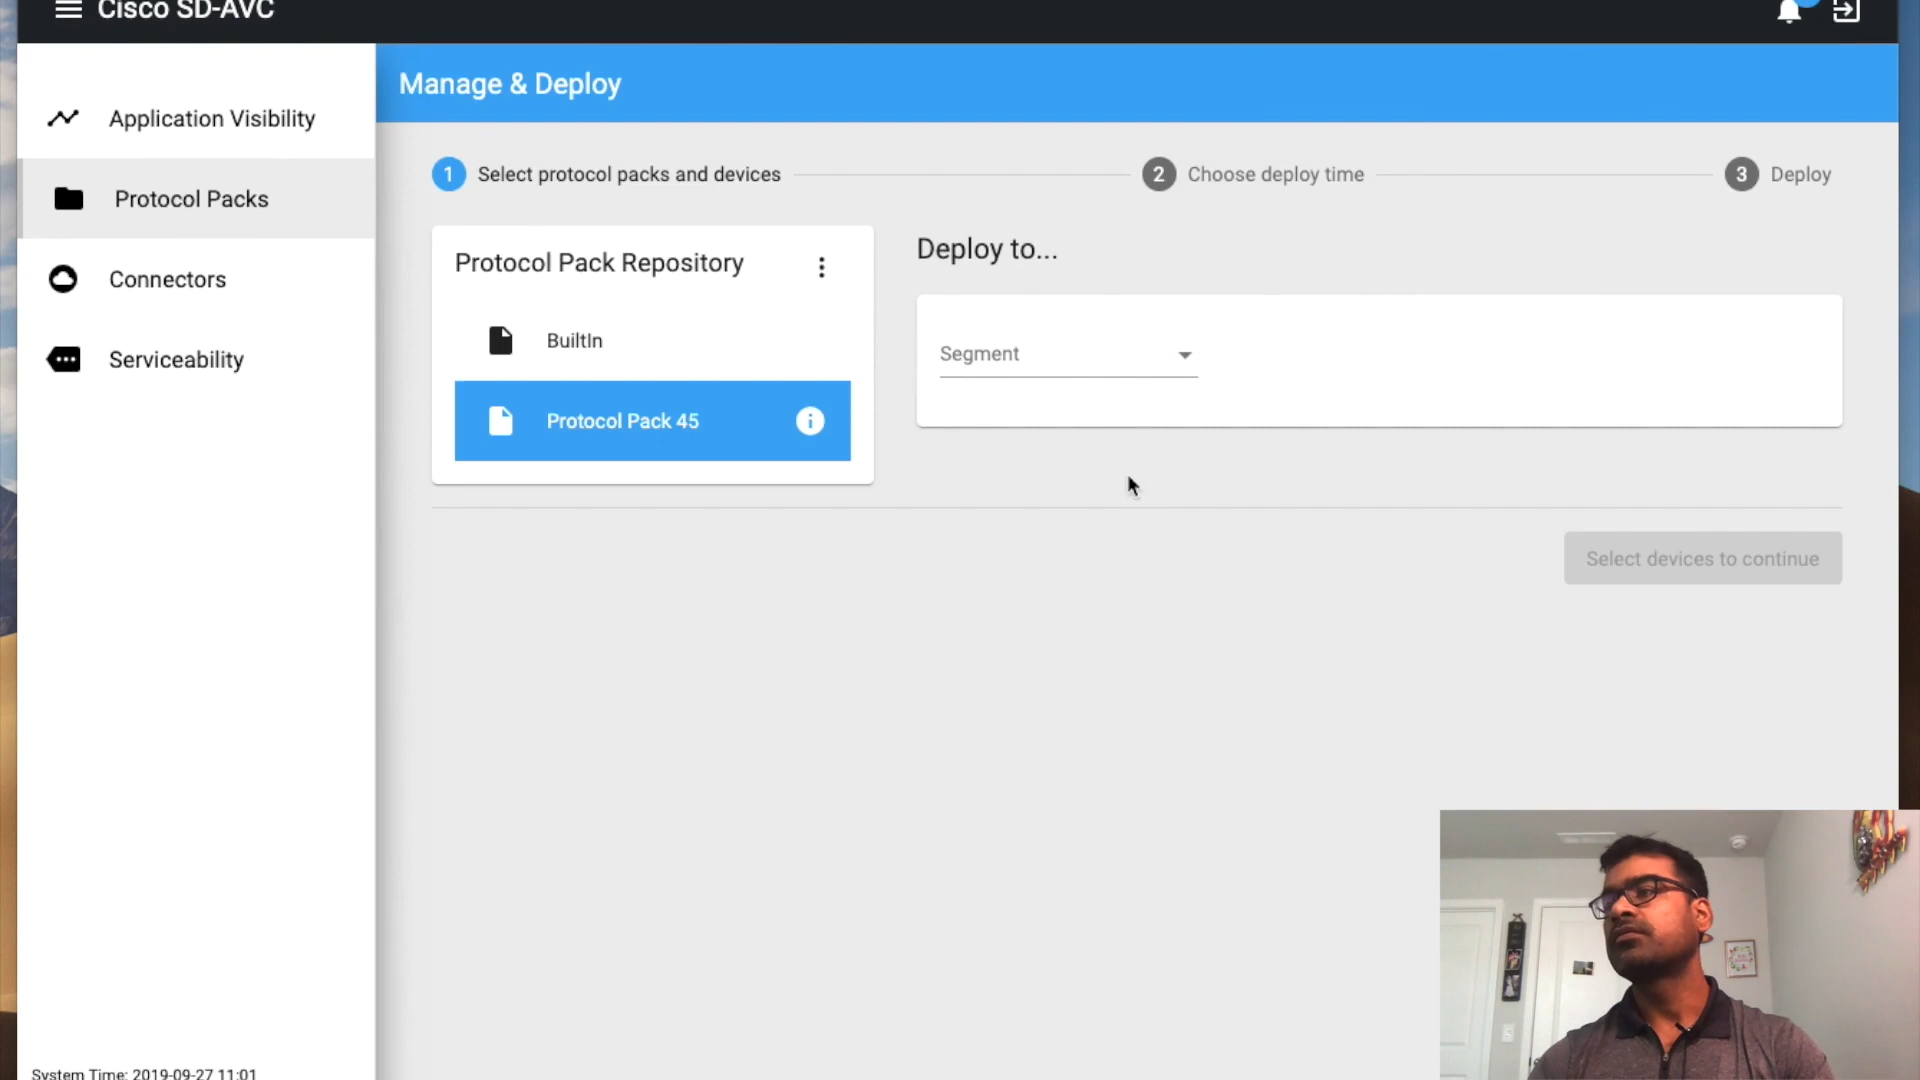 Cisco SD-AVC
Application Visibility
Protocol Packs
Connectors
Serviceability
System Time: 2019-09-27 11:01
Manage & Deploy
1 Select protocol packs and devices
2 Choose deploy time
3 Deploy
Protocol Pack Repository
BuiltIn
Protocol Pack 45
Deploy to...
Segment
Select devices to continue